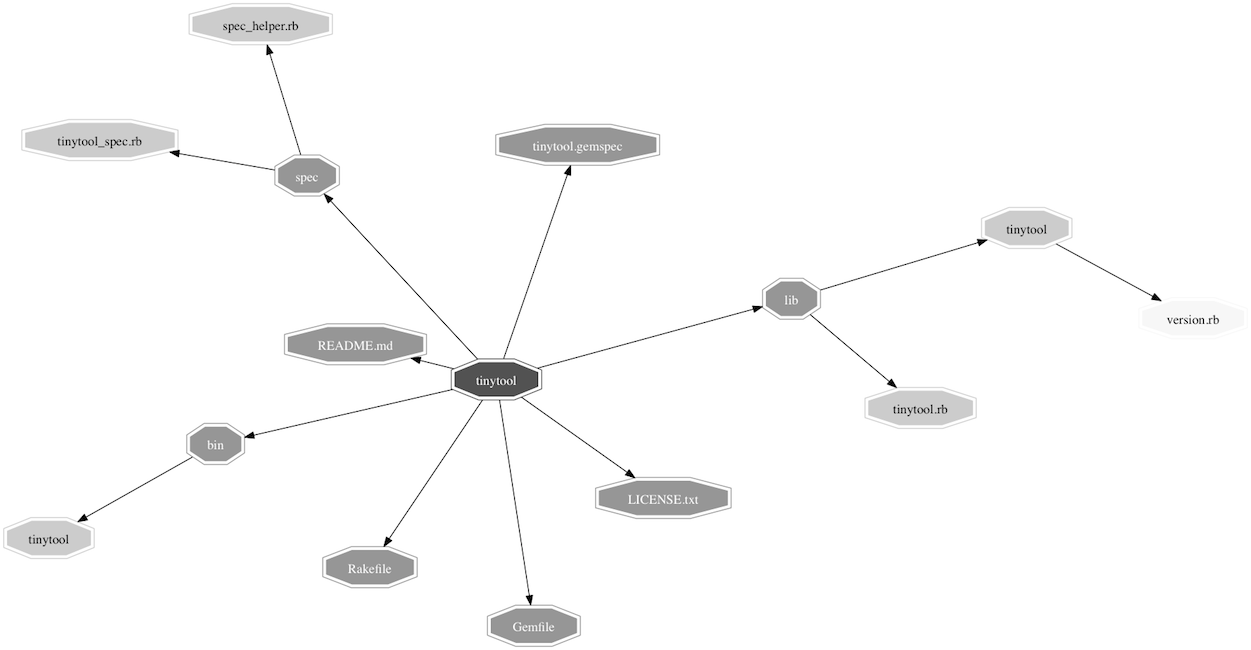 spec_helper.rb
tinytool_spec.rb
tinytool.gemspec
spec
tinytool
lib
version.rb
README.md
tinytool
tinytool.rb
bin
LICENSE.txt
tinytool
Rakefile
Gemfile